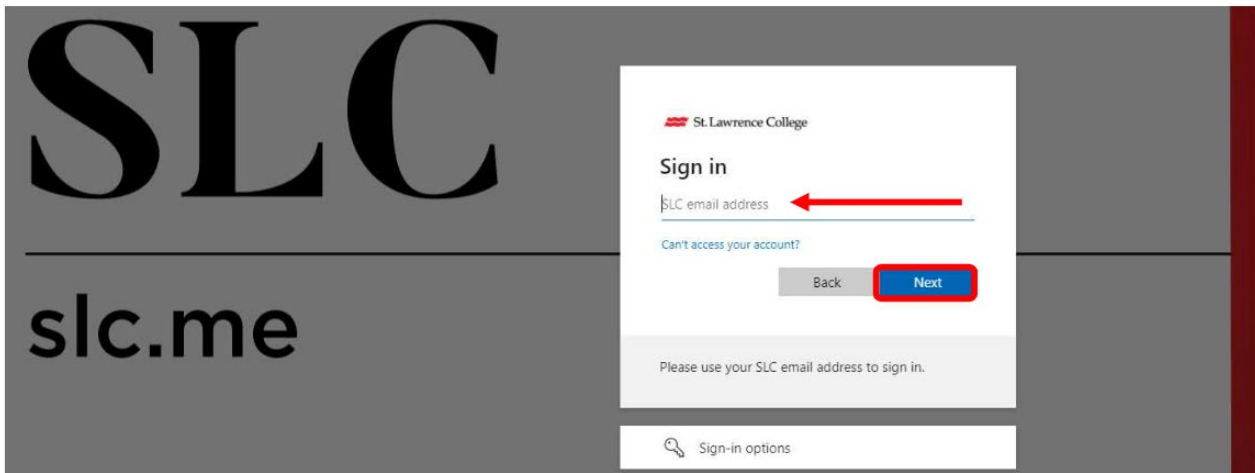 SLC
slc.me
St. Lawrence College
Sign in
SLC email address
Can't access your account?
Back Next
Please use your SLC email address to sign in.
Sign-in options